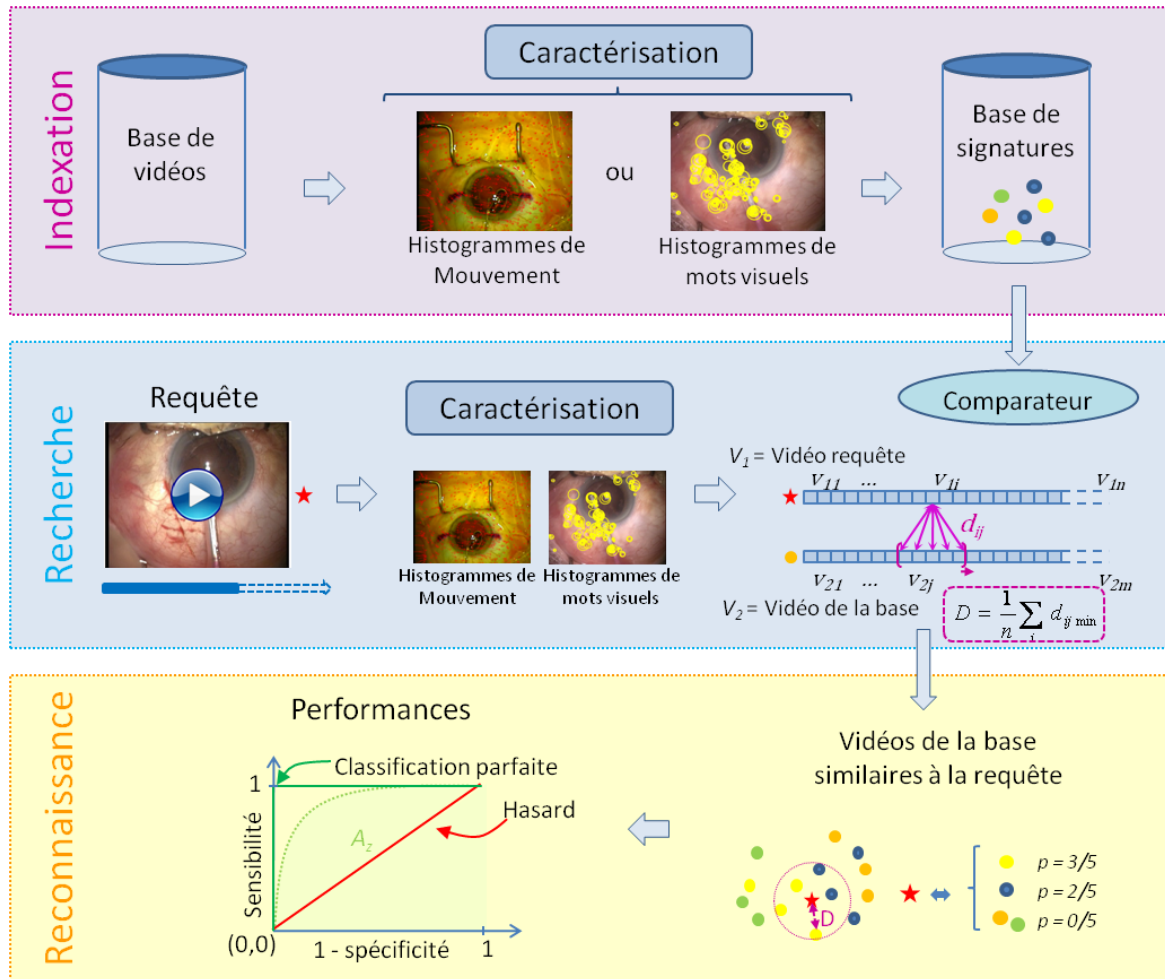 Indexation
Base de
vidéos
Caractérisation
ou
Histogrammes de
Mouvement
Histogrammes de
mots visuels
Base de
signatures
Recherche
Requête
Caractérisation
Histogrammes de
Mouvement
Histogrammes de
mots visuels
Comparateur
V1 = Vidéo requête
v11 ... v1i v1n
dij
v21 ... v2j v2m
V2 = Vidéo de la base
D = 1/n ∑i dij min
Reconnaissance
Performances
Classification parfaite
1
Hasard
Az
Sensibilité
(0,0)
1 - spécificité
1
Vidéos de la base
similaires à la requête
D
p = 3/5
p = 2/5
p = 0/5